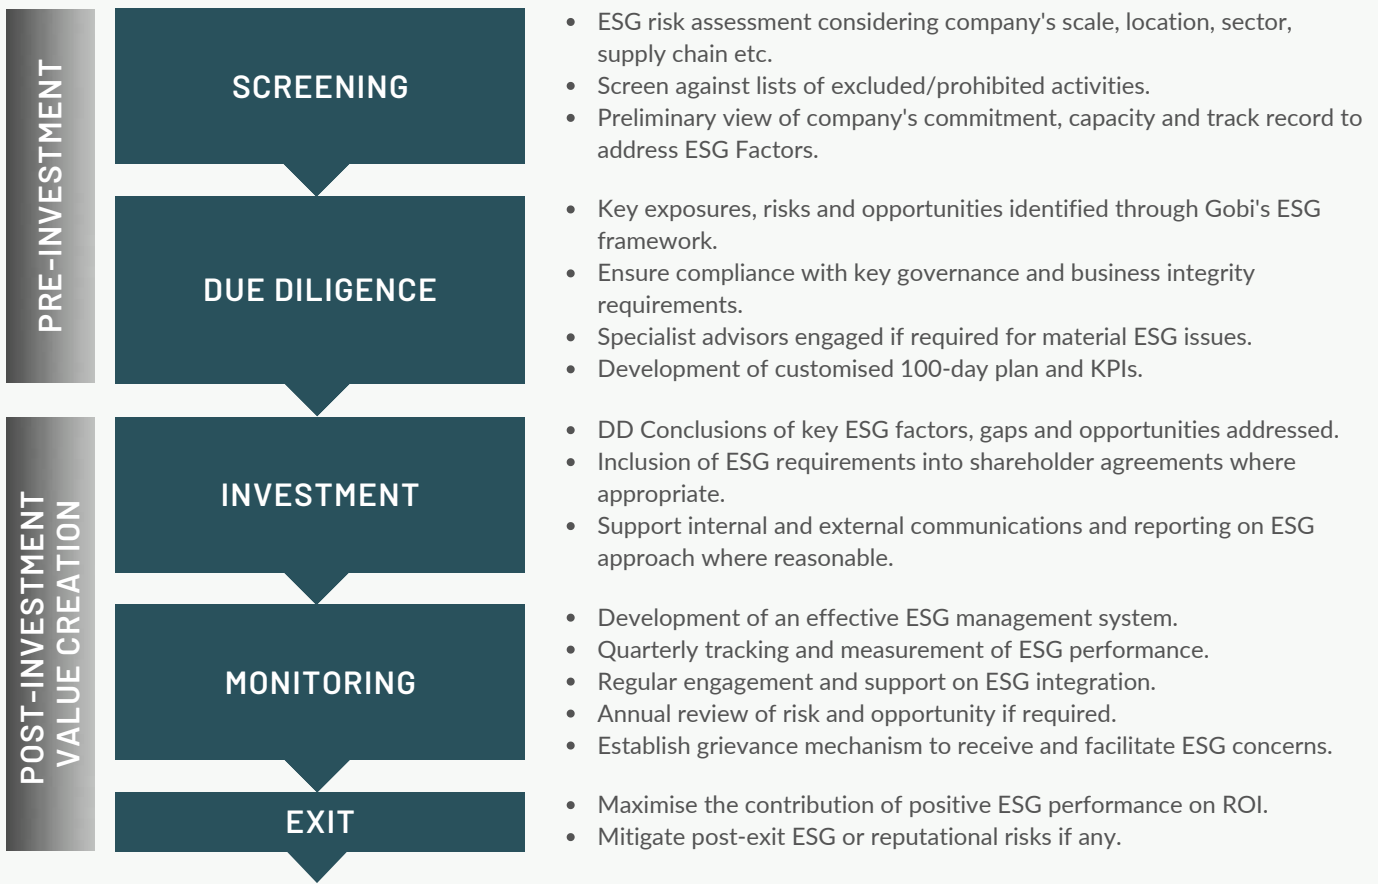 PRE-INVESTMENT
SCREENING
• ESG risk assessment considering company's scale, location, sector,
supply chain etc.
• Screen against lists of excluded/prohibited activities.
• Preliminary view of company's commitment, capacity and track record to
address ESG Factors.
DUE DILIGENCE
• Key exposures, risks and opportunities identified through Gobi's ESG
framework.
• Ensure compliance with key governance and business integrity
requirements.
• Specialist advisors engaged if required for material ESG issues.
• Development of customised 100-day plan and KPIs.
POST-INVESTMENT
VALUE CREATION
INVESTMENT
• DD Conclusions of key ESG factors, gaps and opportunities addressed.
• Inclusion of ESG requirements into shareholder agreements where
appropriate.
• Support internal and external communications and reporting on ESG
approach where reasonable.
MONITORING
• Development of an effective ESG management system.
• Quarterly tracking and measurement of ESG performance.
• Regular engagement and support on ESG integration.
• Annual review of risk and opportunity if required.
• Establish grievance mechanism to receive and facilitate ESG concerns.
EXIT
• Maximise the contribution of positive ESG performance on ROI.
• Mitigate post-exit ESG or reputational risks if any.